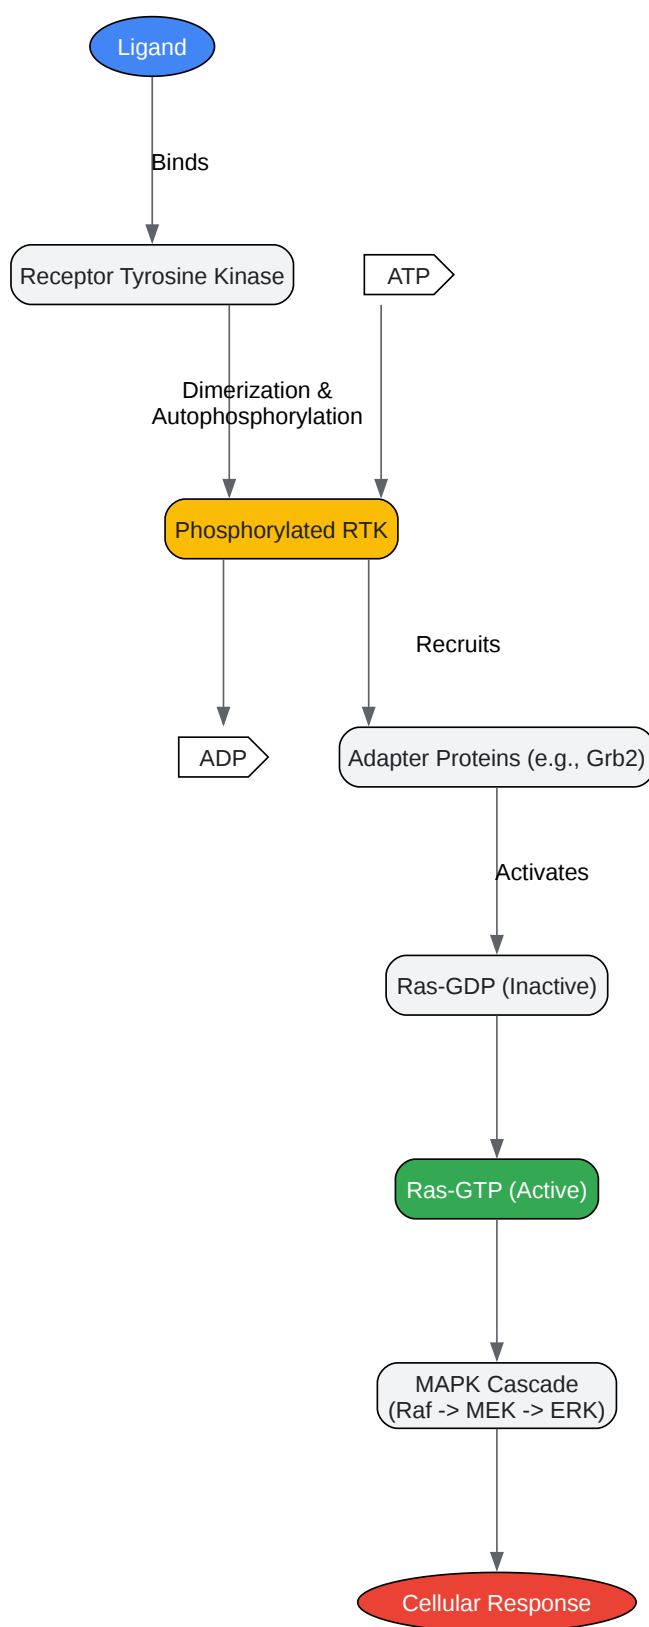 Ligand
Binds
Receptor Tyrosine Kinase
ATP
Dimerization &
Autophosphorylation
Phosphorylated RTK
Recruits
ADP
Adapter Proteins (e.g., Grb2)
Activates
Ras-GDP (Inactive)
Ras-GTP (Active)
MAPK Cascade
(Raf -> MEK -> ERK)
Cellular Response